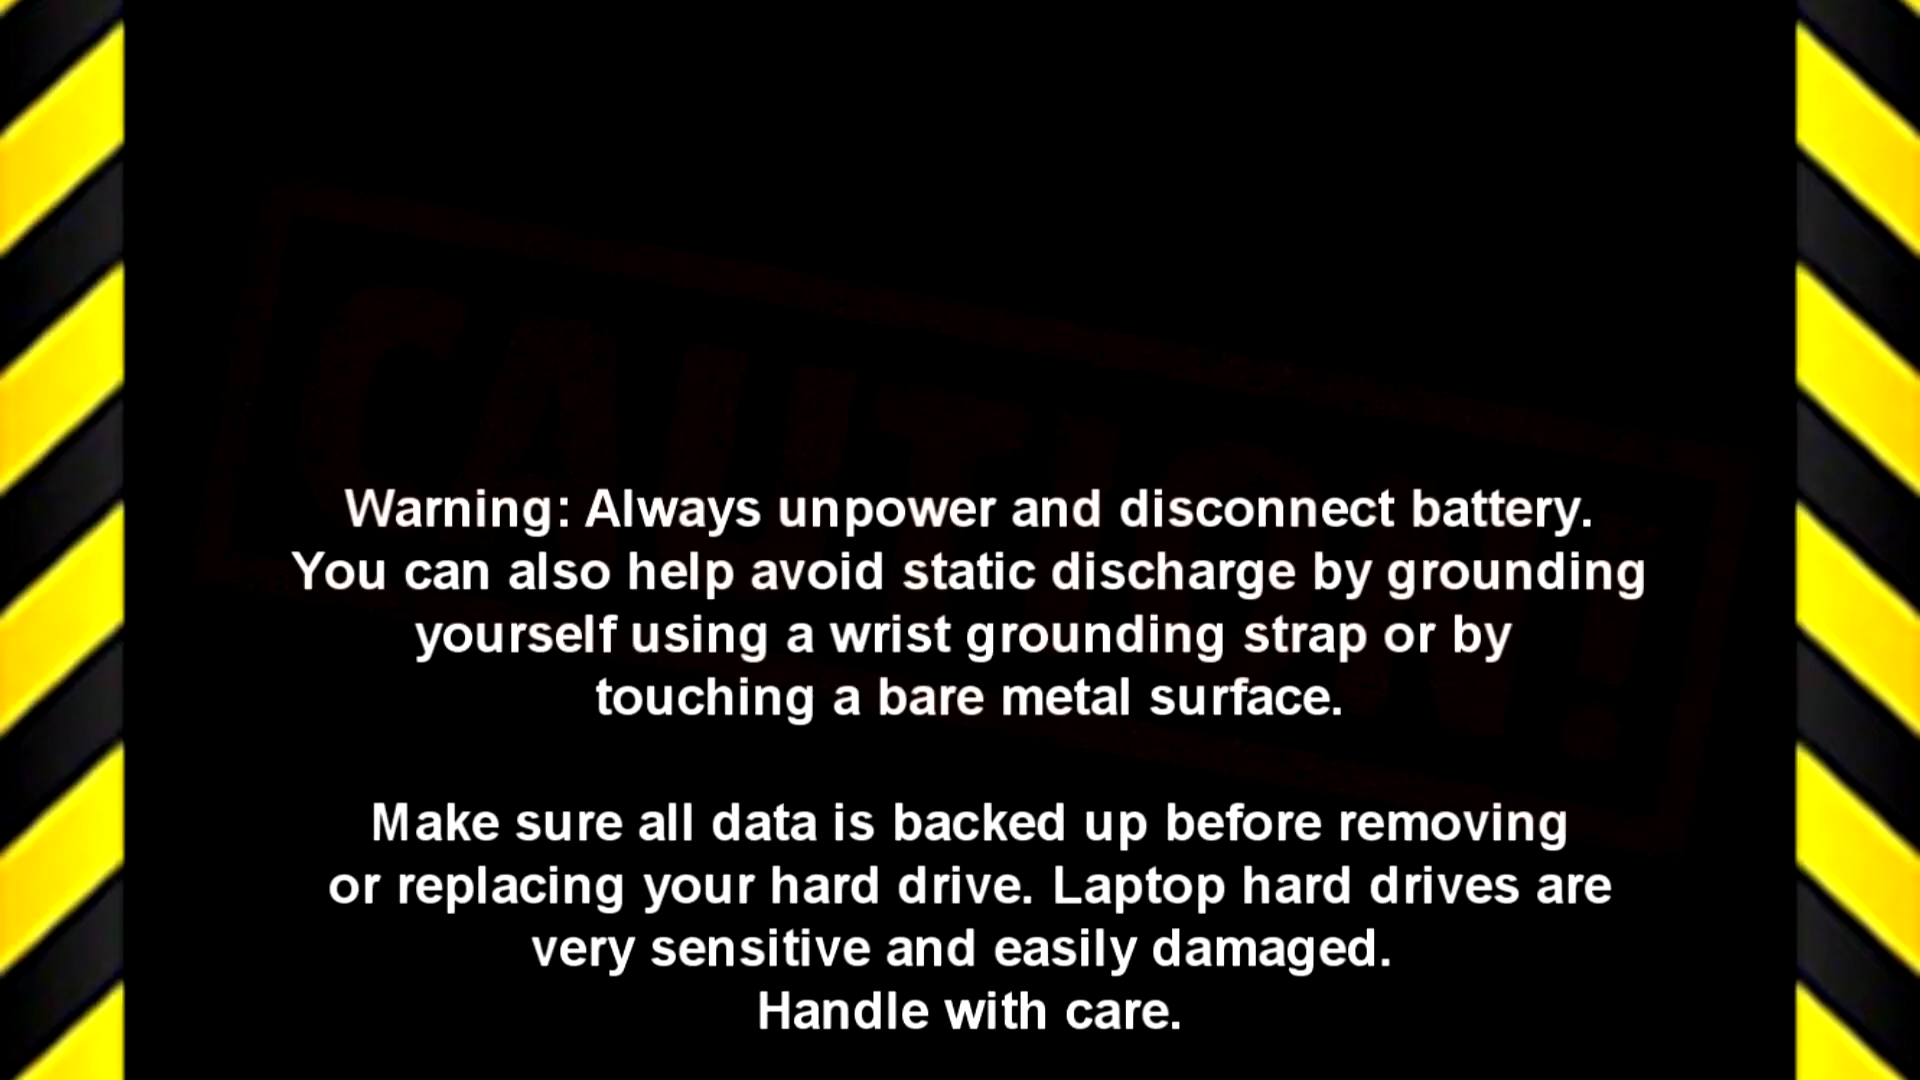 CAUTION!
Warning: Always unpower and disconnect battery.
You can also help avoid static discharge by grounding
yourself using a wrist grounding strap or by
touching a bare metal surface.
Make sure all data is backed up before removing
or replacing your hard drive. Laptop hard drives are
very sensitive and easily damaged.
Handle with care.